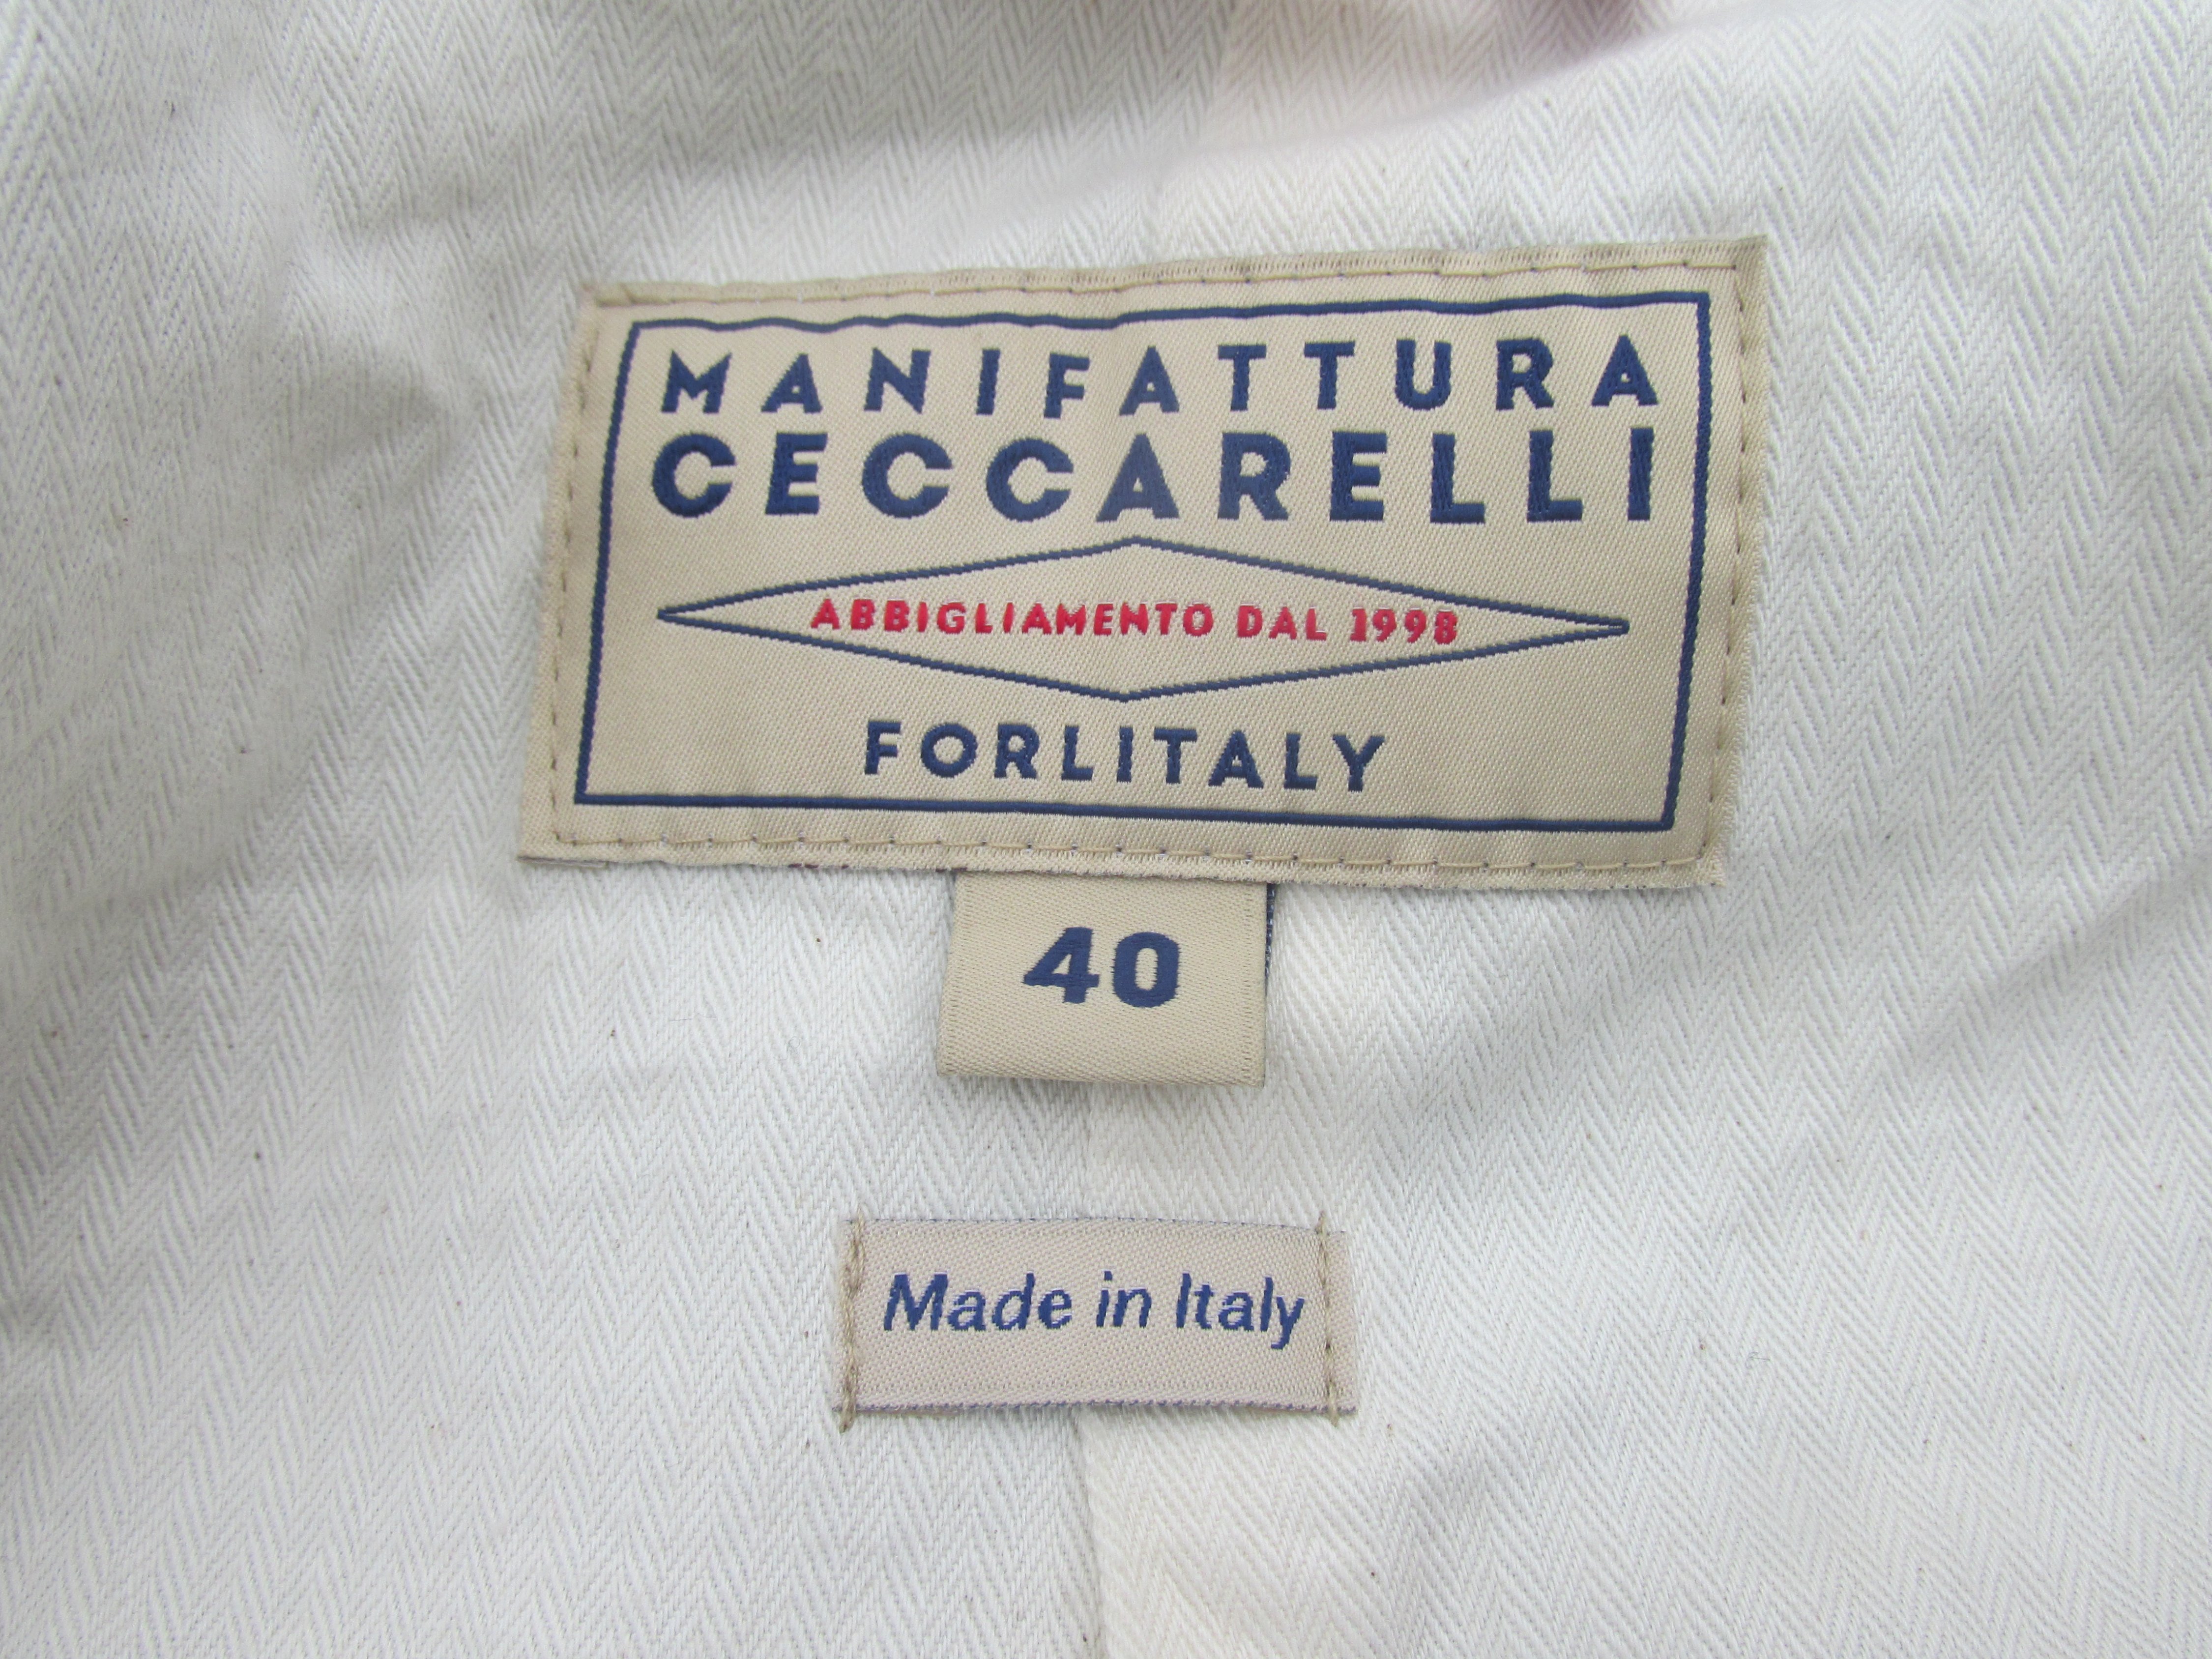 MANIFATTURA
CECCARELLI
ABBIGLIAMENTO DAL 1998
FORLITALY
40
Made in Italy